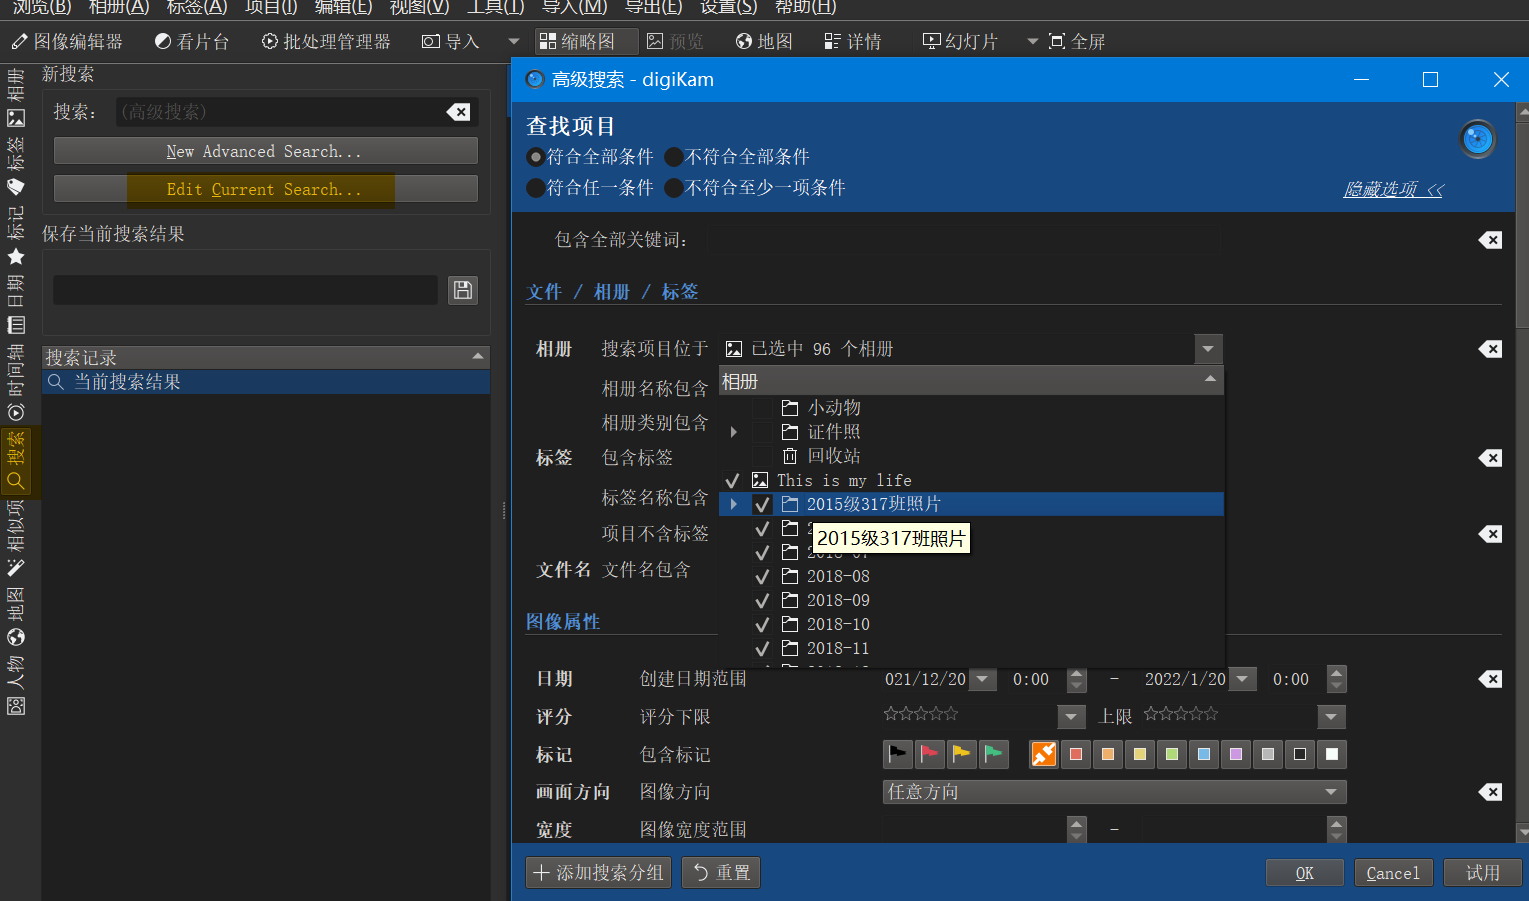 浏览(B) 相册(A) 标签(A) 项目(I) 编辑(E) 视图(V) 工具(T) 导入(M) 导出(E) 设置(S) 帮助(H)
图像编辑器 看片台 批处理管理器 导入 缩略图 预览 地图 详情 幻灯片 全屏
相册
标签
标记
日期
时间轴
搜索
相似项
地图
人物
新搜索
搜索: (高级搜索)
New Advanced Search...
Edit Current Search...
保存当前搜索结果
搜索记录
当前搜索结果
高级搜索 - digiKam
查找项目
符合全部条件 不符合全部条件
符合任一条件 不符合至少一项条件
隐藏选项 <<
包含全部关键词:
文件 / 相册 / 标签
相册 搜索项目位于 已选中 96 个相册
相册名称包含
相册类别包含
标签 包含标签
标签名称包含
项目不含标签
文件名 文件名包含
相册
小动物
证件照
回收站
This is my life
2015级317班照片
2015级317班照片
2018-08
2018-09
2018-10
2018-11
图像属性
日期 创建日期范围 021/12/20 0:00 - 2022/1/20 0:00
评分 评分下限 上限
标记 包含标记
画面方向 图像方向 任意方向
宽度 图像宽度范围 -
添加搜索分组 重置 OK Cancel 试用